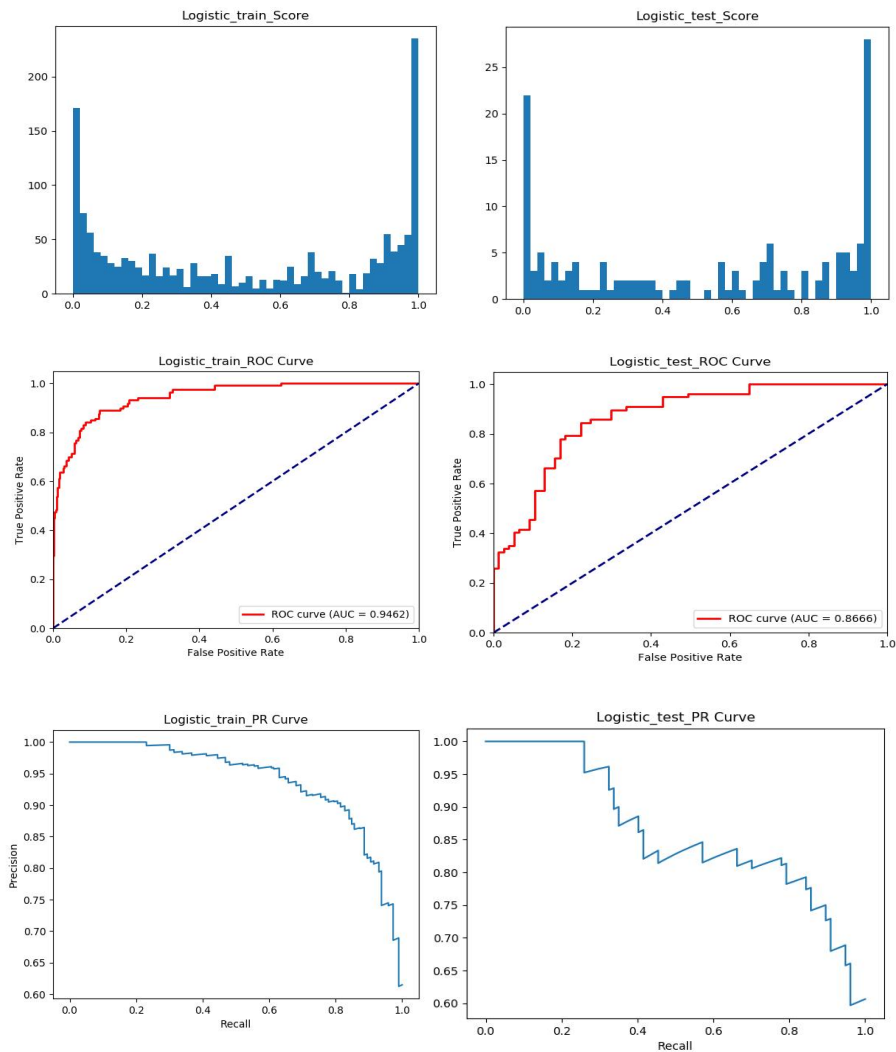 Logistic_train_Score
200
150
100
50
0
0.0 0.2 0.4 0.6 0.8 1.0
Logistic_test_Score
25
20
15
10
5
0
0.0 0.2 0.4 0.6 0.8 1.0
Logistic_train_ROC Curve
True Positive Rate
1.0
0.8
0.6
0.4
0.2
0.0
ROC curve (AUC = 0.9462)
0.0 0.2 0.4 0.6 0.8 1.0
False Positive Rate
Logistic_test_ROC Curve
True Positive Rate
1.0
0.8
0.6
0.4
0.2
0.0
ROC curve (AUC = 0.8666)
0.0 0.2 0.4 0.6 0.8 1.0
False Positive Rate
Logistic_train_PR Curve
Precision
1.00
0.95
0.90
0.85
0.80
0.75
0.70
0.65
0.60
0.0 0.2 0.4 0.6 0.8 1.0
Recall
Logistic_test_PR Curve
1.00
0.95
0.90
0.85
0.80
0.75
0.70
0.65
0.60
0.0 0.2 0.4 0.6 0.8 1.0
Recall